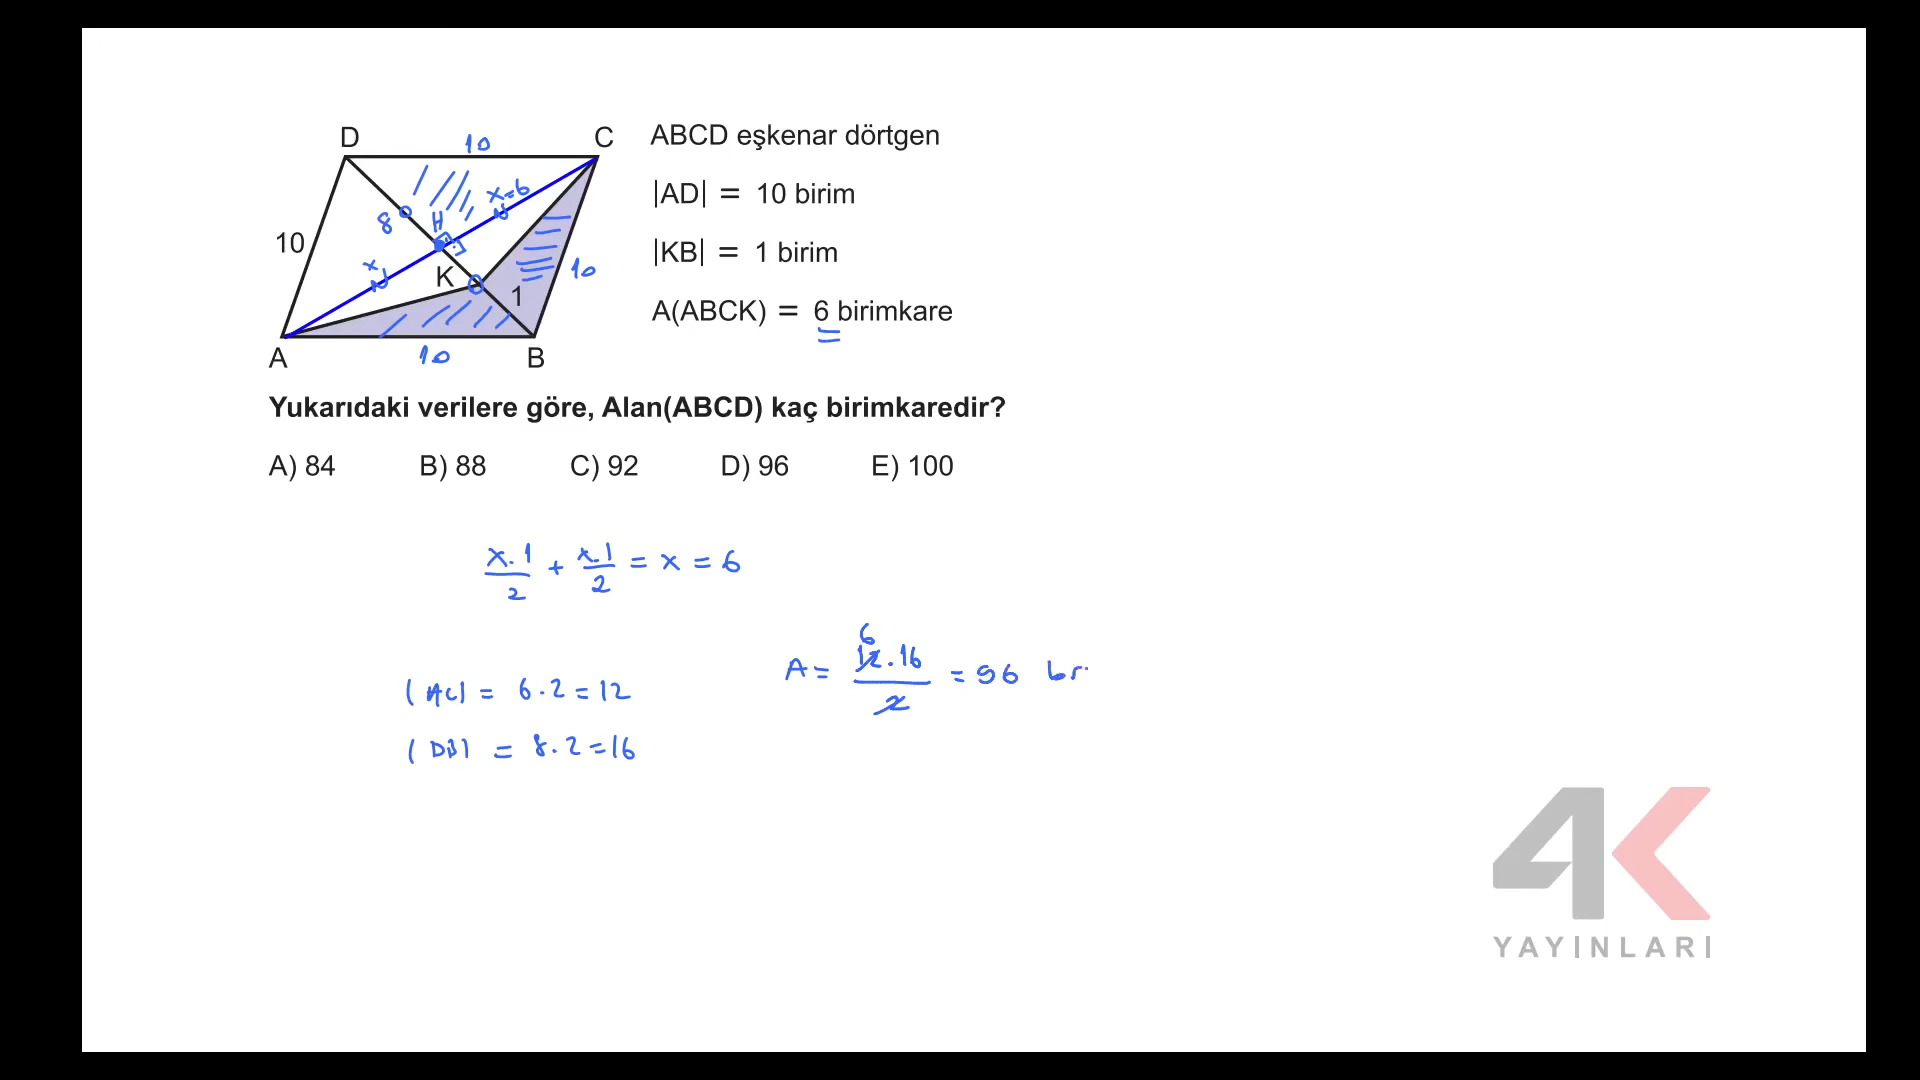 D 10 C
8 H x=6
10 x K 1 10
A 10 B
ABCD eşkenar dörtgen
|AD| = 10 birim
|KB| = 1 birim
A(ABCK) = 6 birimkare
Yukarıdaki verilere göre, Alan(ABCD) kaç birimkaredir?
A) 84 B) 88 C) 92 D) 96 E) 100
x.1/2 + x.1/2 = x = 6
|AC| = 6.2=12
|DB| = 8.2=16
A = 12.16/2 = 96 br
6
4K
YAYINLARI